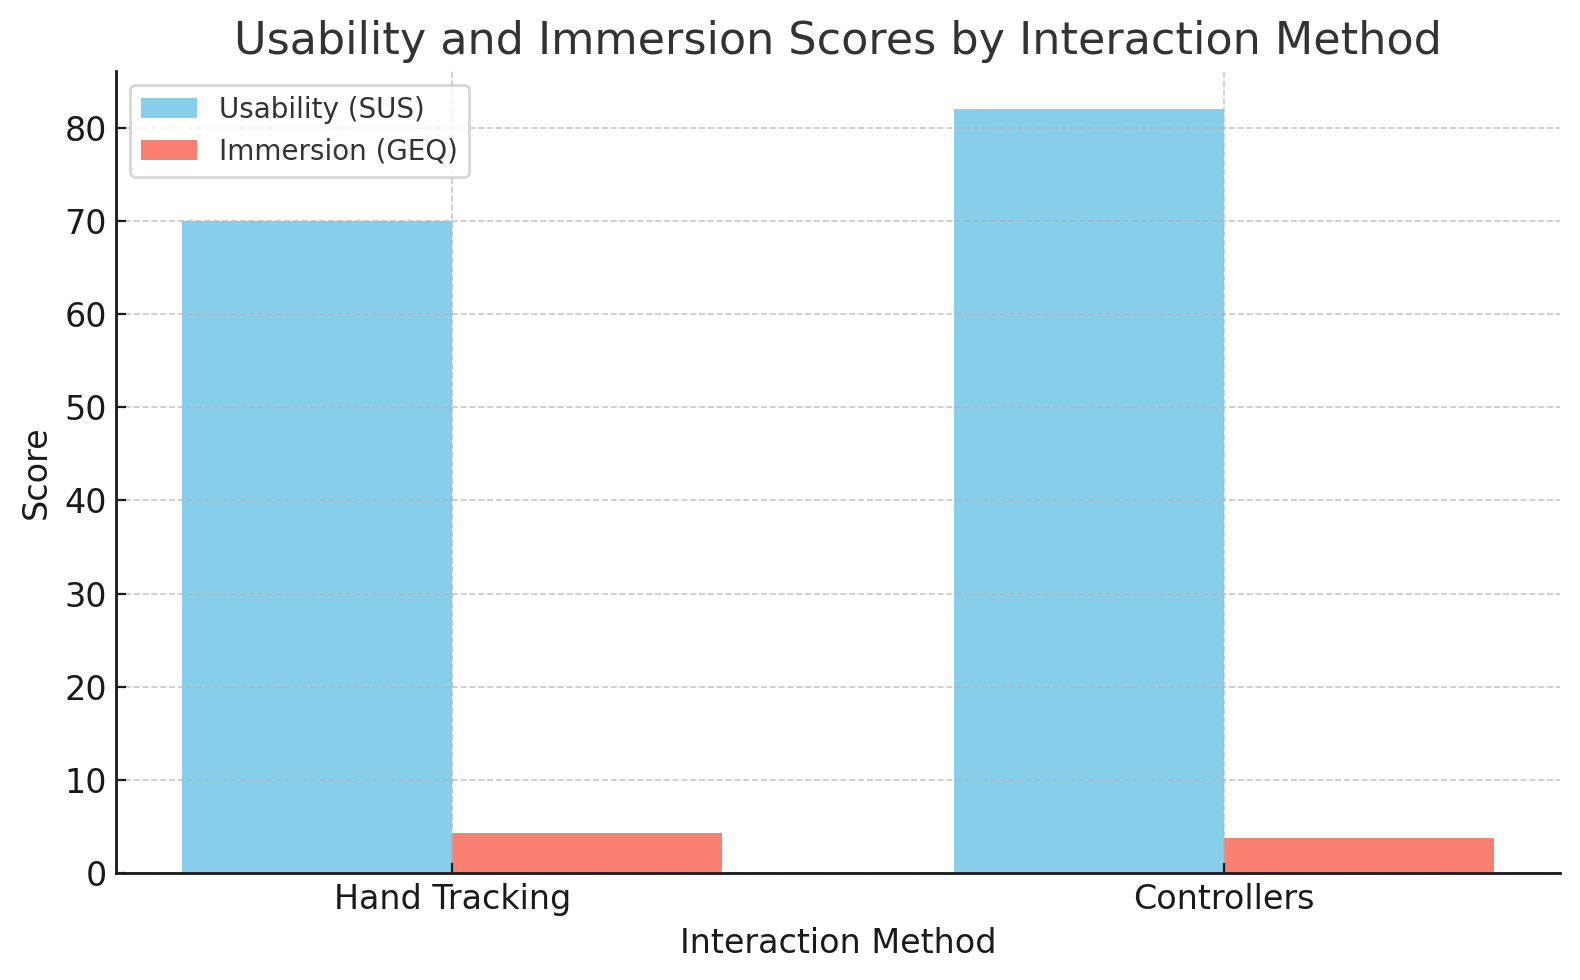 Usability and Immersion Scores by Interaction Method
Usability (SUS)
Immersion (GEQ)
Score
80
70
60
50
40
30
20
10
0
Hand Tracking
Controllers
Interaction Method